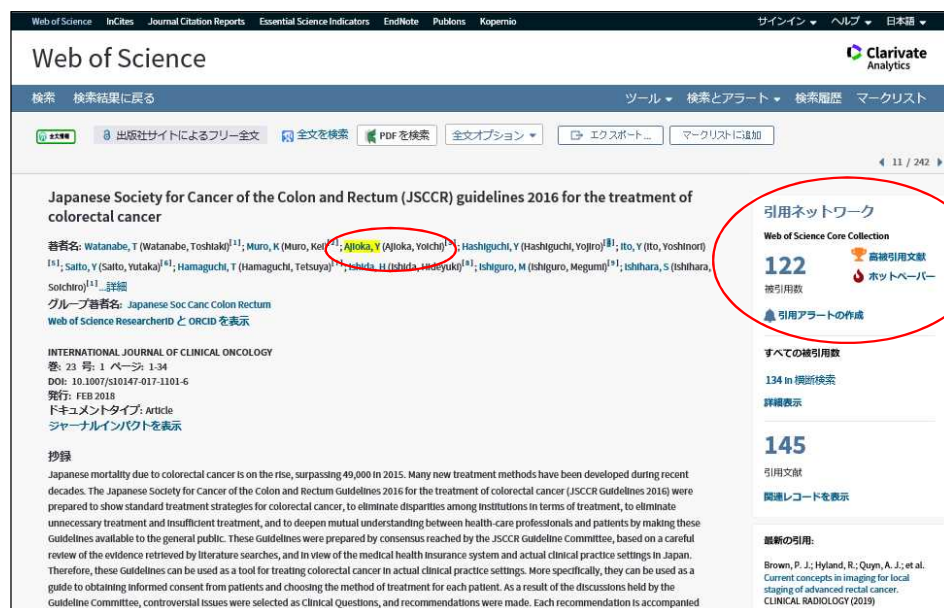 Web of Science InCites Journal Citation Reports Essential Science Indicators EndNote Publons Kopernio サインイン ヘルプ 日本語
Web of Science
Clarivate
Analytics
検索 検索結果に戻る ツール 検索とアラート 検索履歴 マークリスト
出版社サイトによるフリー全文 全文を検索 PDF を検索 全文オプション エクスポート... マークリストに追加
11 / 242
Japanese Society for Cancer of the Colon and Rectum (JSCCR) guidelines 2016 for the treatment of
colorectal cancer
著者名: Watanabe, T (Watanabe, Toshiaki)[1]; Muro, K (Muro, Kei)[2]; Ajioka, Y (Ajioka, Yoichi)[3]; Hashiguchi, Y (Hashiguchi, Yojiro)[4]; Ito, Y (Ito, Yoshinori)
[5]; Saito, Y (Saito, Yutaka)[6]; Hamaguchi, T (Hamaguchi, Tetsuya)[7]; Ishida, H (Ishida, Hideyuki)[8]; Ishiguro, M (Ishiguro, Megumi)[9]; Ishihara, S (Ishihara,
Soichiro)[1] ...詳細
グループ著者名: Japanese Soc Canc Colon Rectum
Web of Science ResearcherID と ORCID を表示
INTERNATIONAL JOURNAL OF CLINICAL ONCOLOGY
巻: 23 号: 1 ページ: 1-34
DOI: 10.1007/s10147-017-1101-6
発行: FEB 2018
ドキュメントタイプ: Article
ジャーナルインパクトを表示
抄録
Japanese mortality due to colorectal cancer is on the rise, surpassing 49,000 in 2015. Many new treatment methods have been developed during recent
decades. The Japanese Society for Cancer of the Colon and Rectum Guidelines 2016 for the treatment of colorectal cancer (JSCCR Guidelines 2016) were
prepared to show standard treatment strategies for colorectal cancer, to eliminate disparities among institutions in terms of treatment, to eliminate
unnecessary treatment and insufficient treatment, and to deepen mutual understanding between health-care professionals and patients by making these
Guidelines available to the general public. These Guidelines were prepared by consensus reached by the JSCCR Guideline Committee, based on a careful
review of the evidence retrieved by literature searches, and in view of the medical health insurance system and actual clinical practice settings in Japan.
Therefore, these Guidelines can be used as a tool for treating colorectal cancer in actual clinical practice settings. More specifically, they can be used as a
guide to obtaining informed consent from patients and choosing the method of treatment for each patient. As a result of the discussions held by the
Guideline Committee, controversial issues were selected as Clinical Questions, and recommendations were made. Each recommendation is accompanied
引用ネットワーク
Web of Science Core Collection
122
被引用数
高被引用文献
ホットペーパー
引用アラートの作成
すべての被引用数
134 in 横断検索
詳細表示
145
引用文献
関連レコードを表示
最新の引用:
Brown, P. J.; Hyland, R.; Quyn, A. J.; et al.
Current concepts in imaging for local
staging of advanced rectal cancer.
CLINICAL RADIOLOGY (2019)